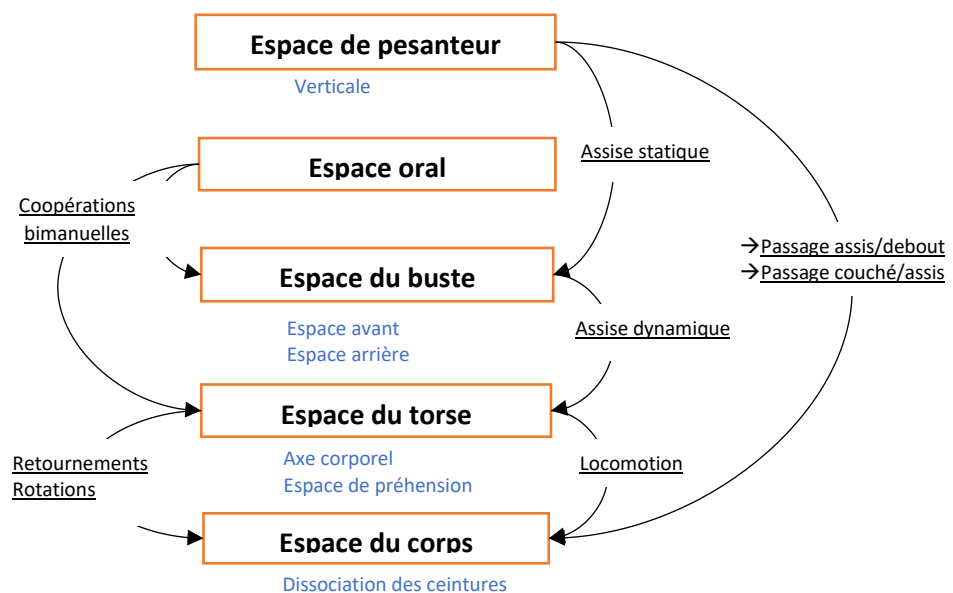 Espace de pesanteur
Verticale
Espace oral
Assise statique
Coopérations
bimanuelles
→Passage assis/debout
→Passage couché/assis
Espace du buste
Espace avant
Espace arrière
Assise dynamique
Espace du torse
Axe corporel
Espace de préhension
Retournements
Rotations
Locomotion
Espace du corps
Dissociation des ceintures